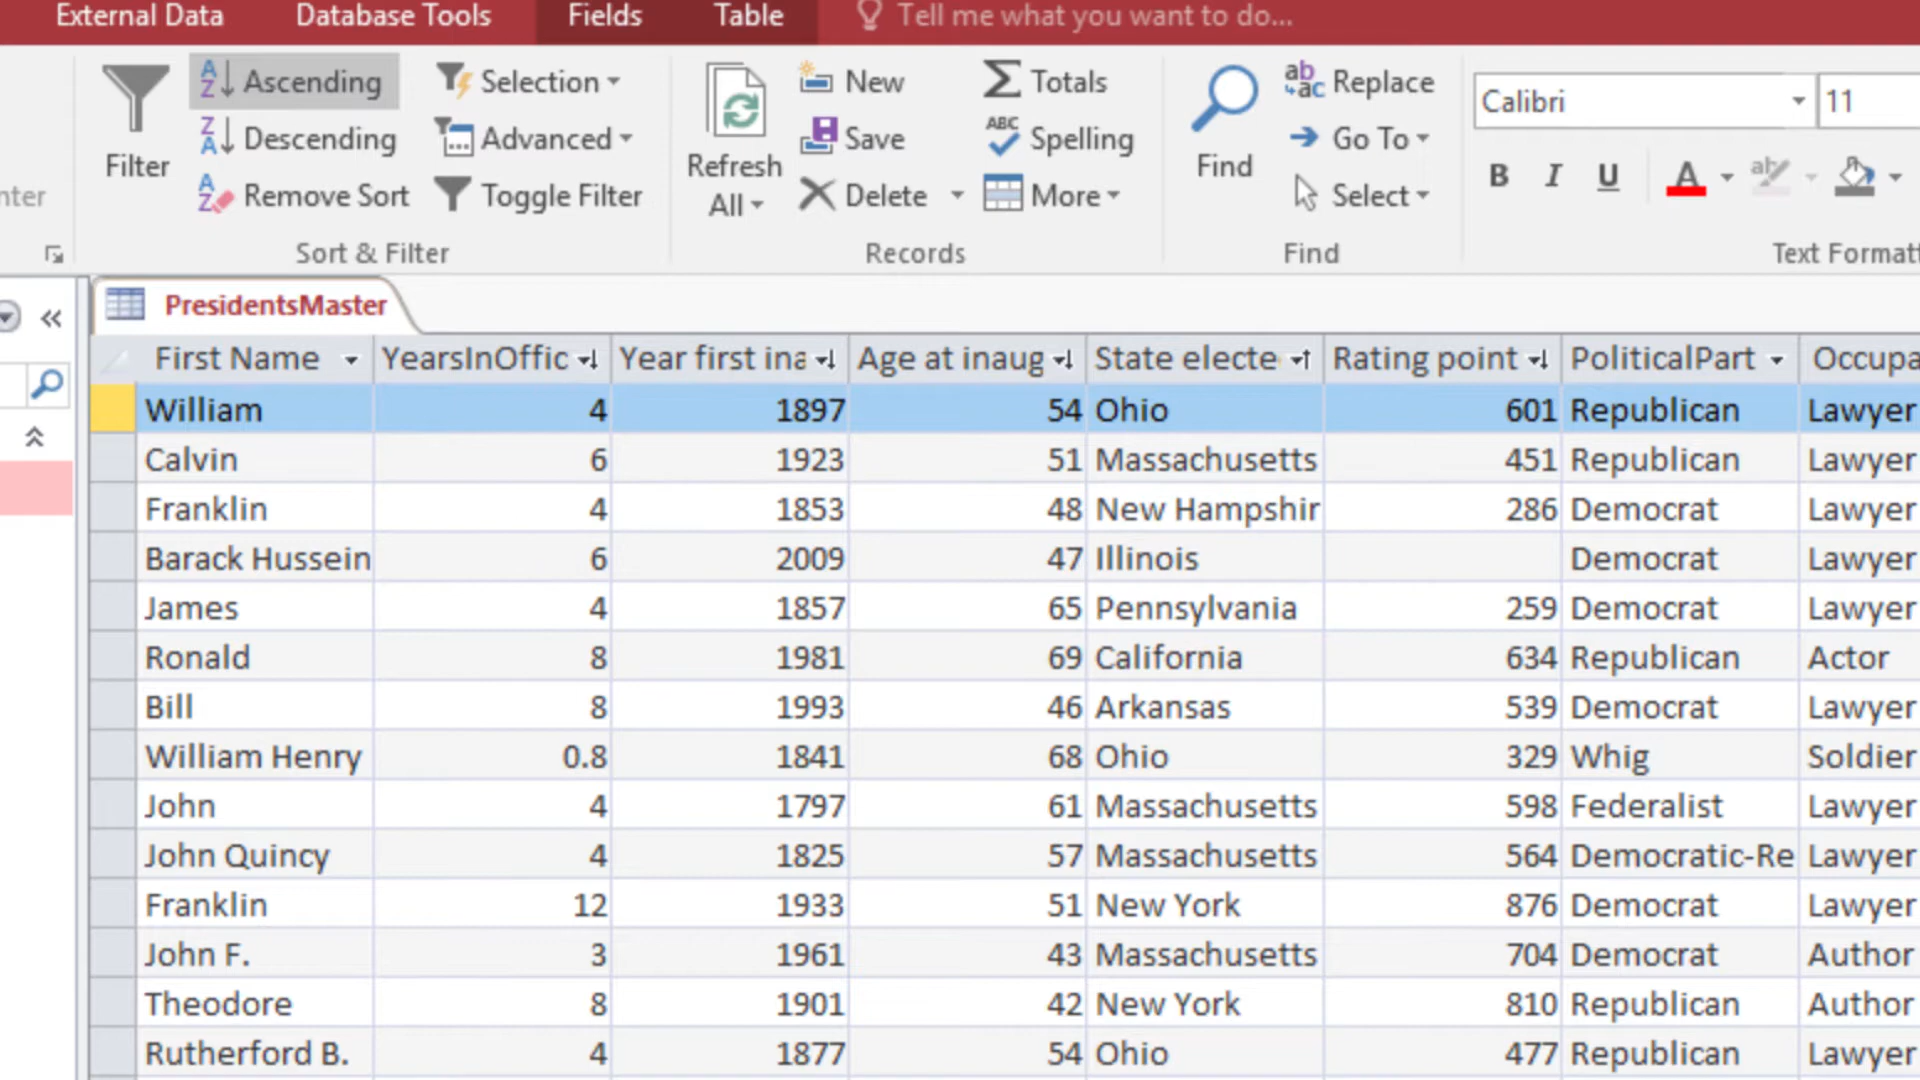 External Data Database Tools Fields Table Tell me what you want to do...
Filter Ascending Descending Remove Sort Selection Advanced Toggle Filter
Sort & Filter
Refresh All New Save Delete Totals Spelling More
Records
Find Replace Go To Select
Find
Calibri 11
B I U A
Text Formatt
nter
PresidentsMaster
First Name YearsInOffic Year first ina Age at inaug State electe Rating point PoliticalPart Occupa
William 4 1897 54 Ohio 601 Republican Lawyer
Calvin 6 1923 51 Massachusetts 451 Republican Lawyer
Franklin 4 1853 48 New Hampshir 286 Democrat Lawyer
Barack Hussein 6 2009 47 Illinois Democrat Lawyer
James 4 1857 65 Pennsylvania 259 Democrat Lawyer
Ronald 8 1981 69 California 634 Republican Actor
Bill 8 1993 46 Arkansas 539 Democrat Lawyer
William Henry 0.8 1841 68 Ohio 329 Whig Soldier
John 4 1797 61 Massachusetts 598 Federalist Lawyer
John Quincy 4 1825 57 Massachusetts 564 Democratic-Re Lawyer
Franklin 12 1933 51 New York 876 Democrat Lawyer
John F. 3 1961 43 Massachusetts 704 Democrat Author
Theodore 8 1901 42 New York 810 Republican Author
Rutherford B. 4 1877 54 Ohio 477 Republican Lawyer